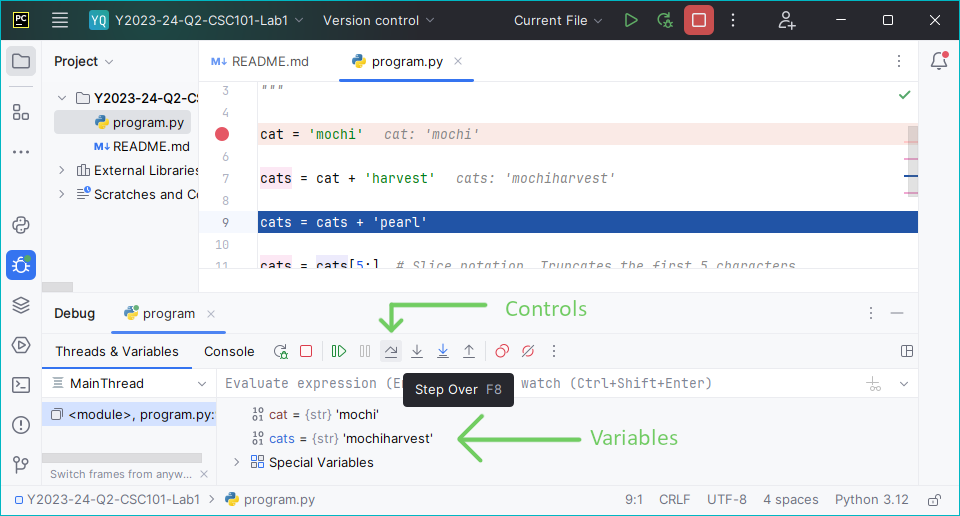 PC YQ Y2023-24-Q2-CSC101-Lab1 Version control Current File
Project
README.md program.py
Y2023-24-Q2-CS
program.py
README.md
External Libraries
Scratches and Co
3 """
4
cat = 'mochi' cat: 'mochi'
6
7 cats = cat + 'harvest' cats: 'mochiharvest'
8
9 cats = cats + 'pearl'
10
11 cats = cats[5:] # Slice notation. Truncates the first 5 characters
Debug program
Controls
Threads & Variables Console
MainThread
Evaluate expression (E watch (Ctrl+Shift+Enter)
Step Over F8
<module>, program.py:
cat = {str} 'mochi'
cats = {str} 'mochiharvest'
Variables
Special Variables
Switch frames from anyw...
Y2023-24-Q2-CSC101-Lab1 program.py 9:1 CRLF UTF-8 4 spaces Python 3.12